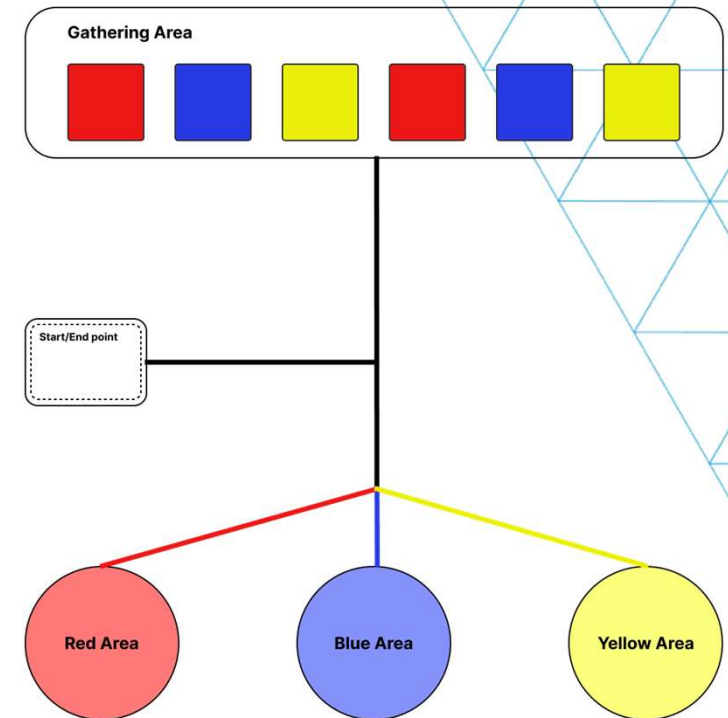 Gathering Area
Start/End point
Red Area
Blue Area
Yellow Area